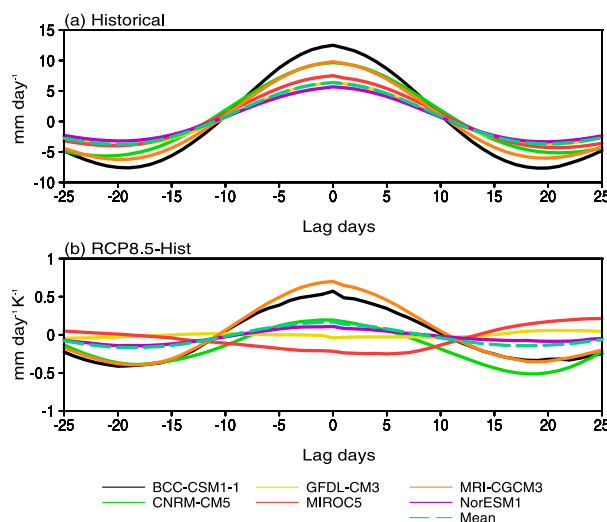 (a) Historical
15
10
5
0
-5
-10
mm day⁻¹
-25 -20 -15 -10 -5 0 5 10 15 20 25
Lag days
(b) RCP8.5-Hist
1
0.5
0
-0.5
-1
mm day⁻¹K⁻¹
-25 -20 -15 -10 -5 0 5 10 15 20 25
Lag days
BCC-CSM1-1 GFDL-CM3 MRI-CGCM3
CNRM-CM5 MIROC5 NorESM1
Mean